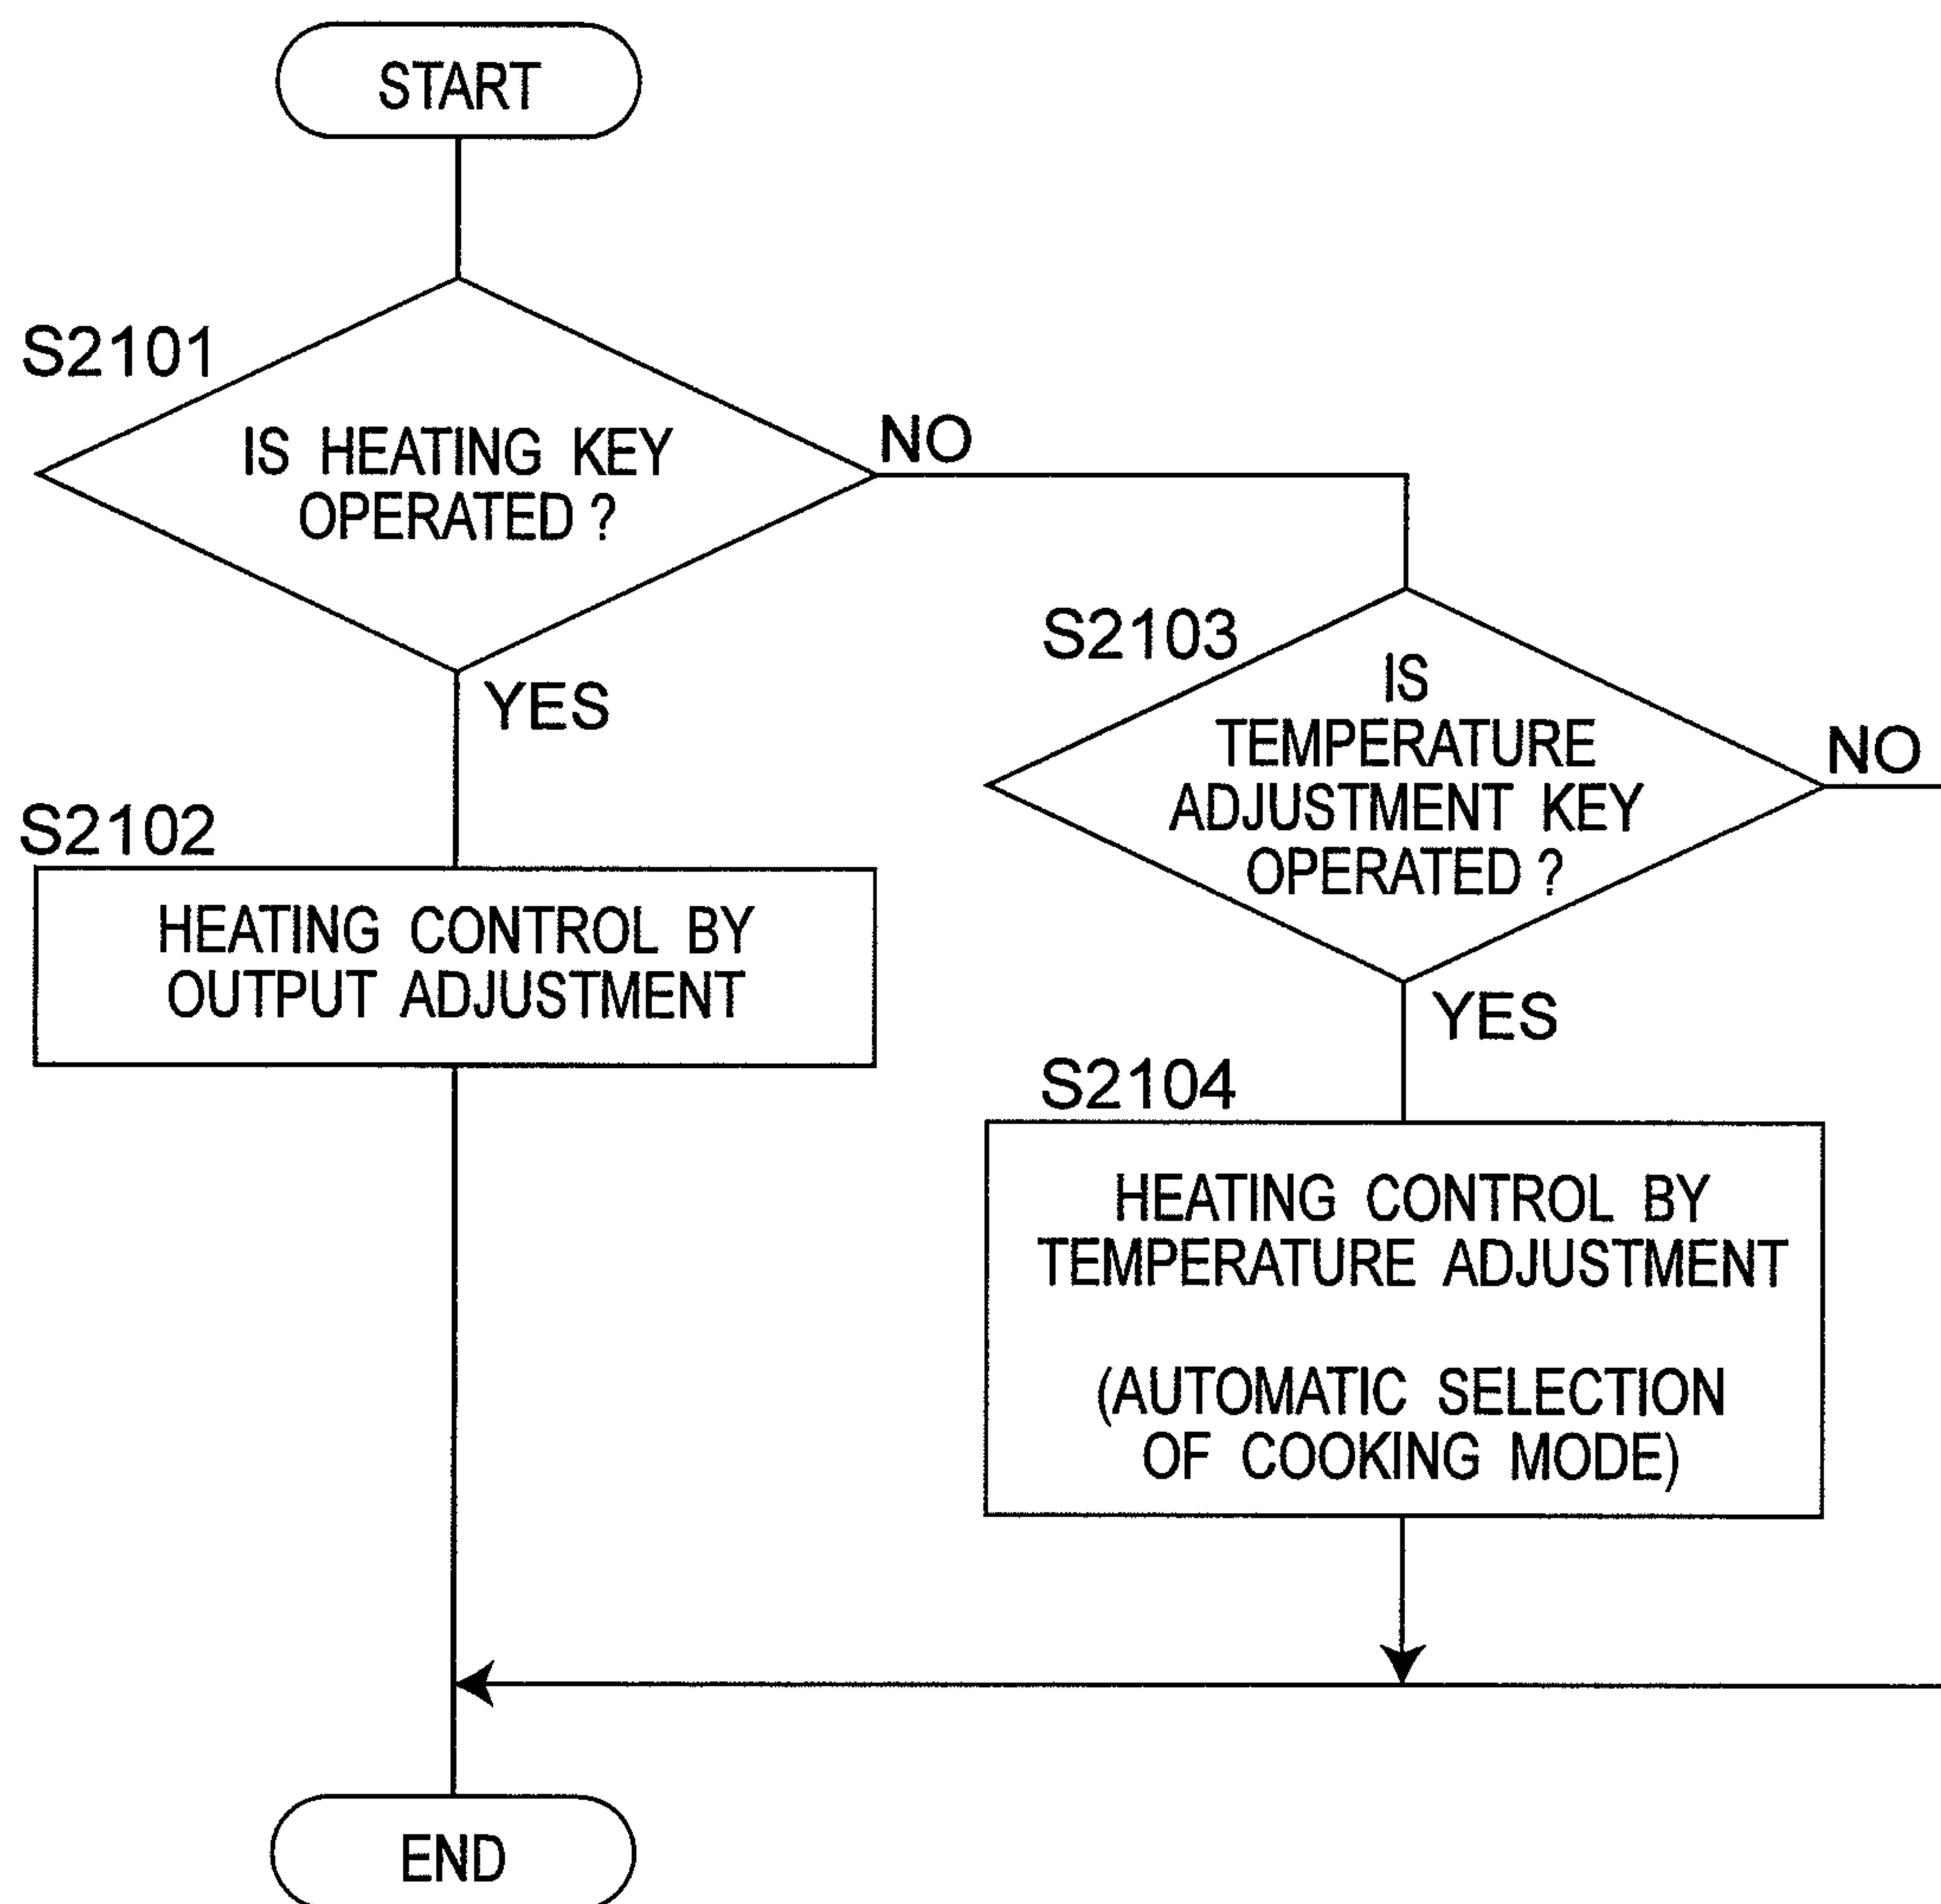 START
S2101
IS HEATING KEY
OPERATED ?
NO
YES
S2102
HEATING CONTROL BY
OUTPUT ADJUSTMENT
S2103
IS
TEMPERATURE
ADJUSTMENT KEY
OPERATED ?
NO
YES
S2104
HEATING CONTROL BY
TEMPERATURE ADJUSTMENT
(AUTOMATIC SELECTION
OF COOKING MODE)
END